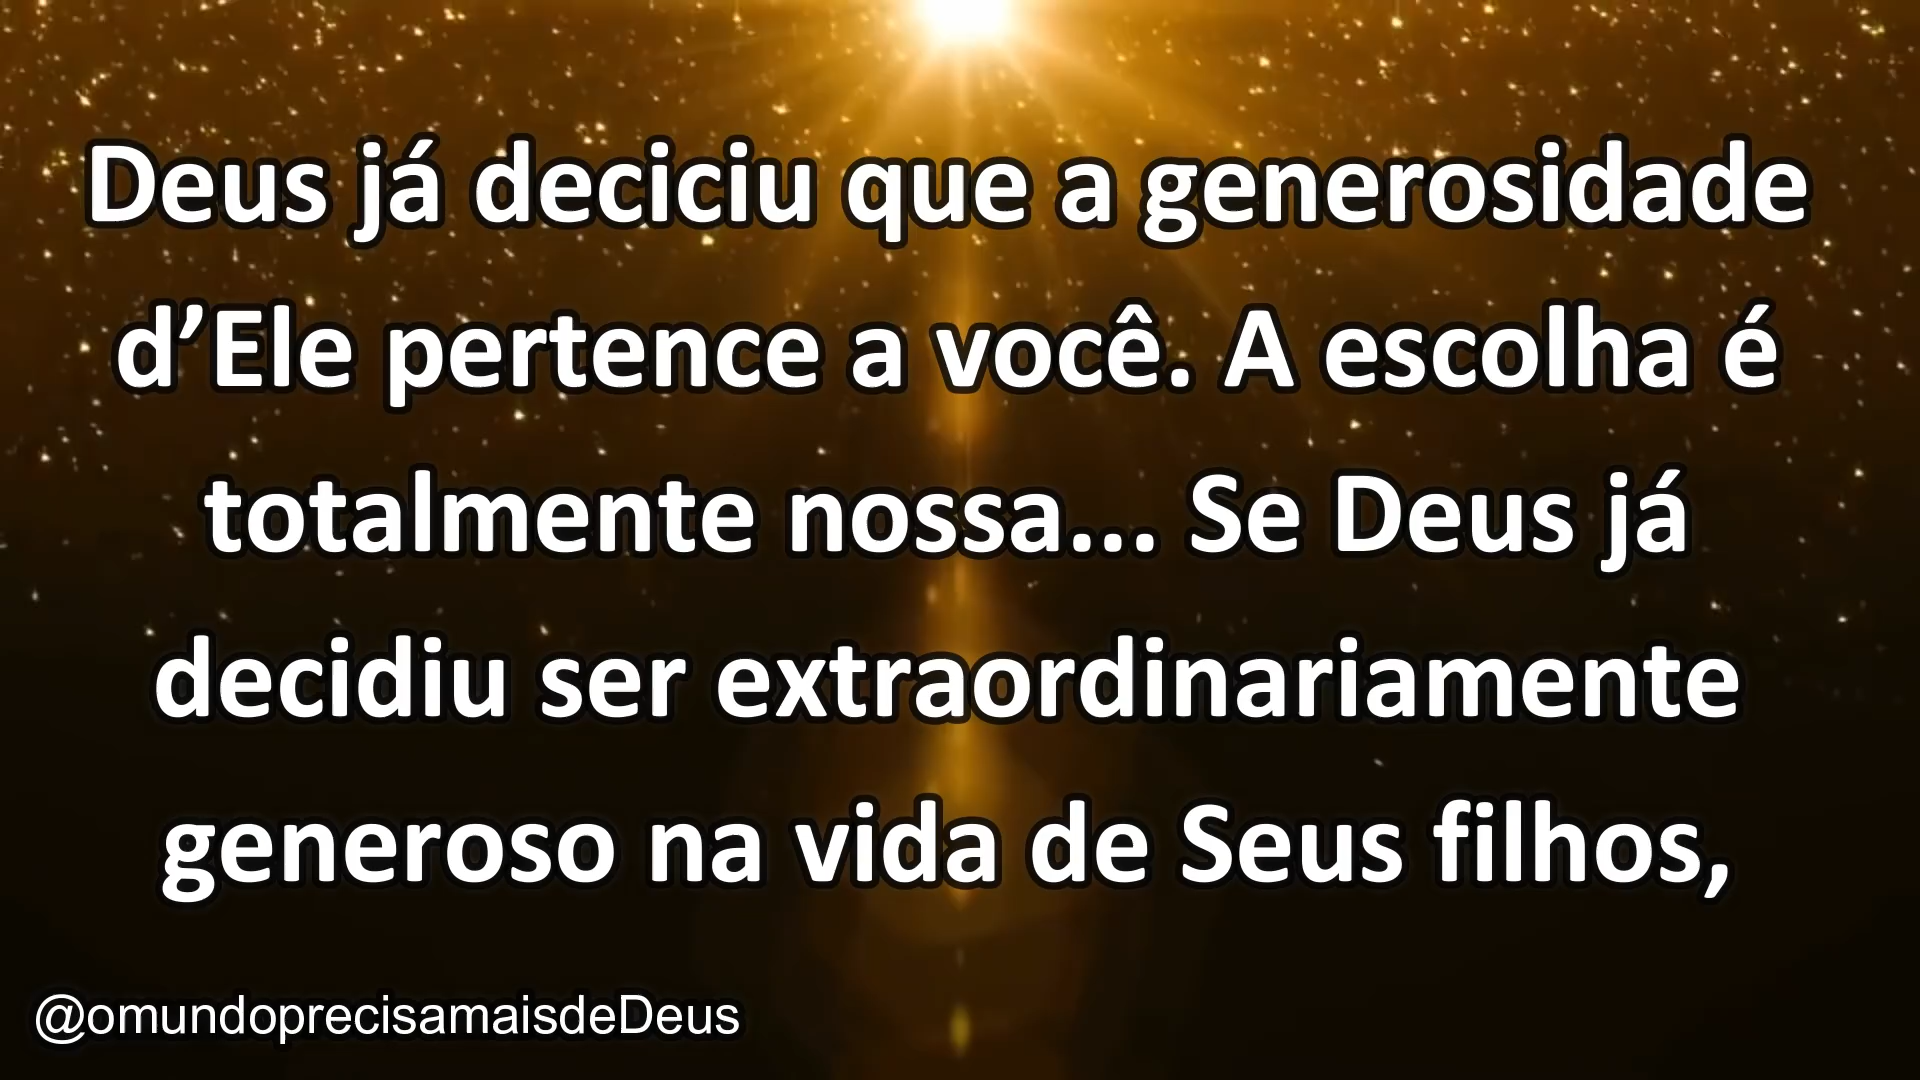 Deus já deciciu que a generosidade
d’Ele pertence a você. A escolha é
totalmente nossa... Se Deus já
decidiu ser extraordinariamente
generoso na vida de Seus filhos,
@omundoprecisamaisdeDeus